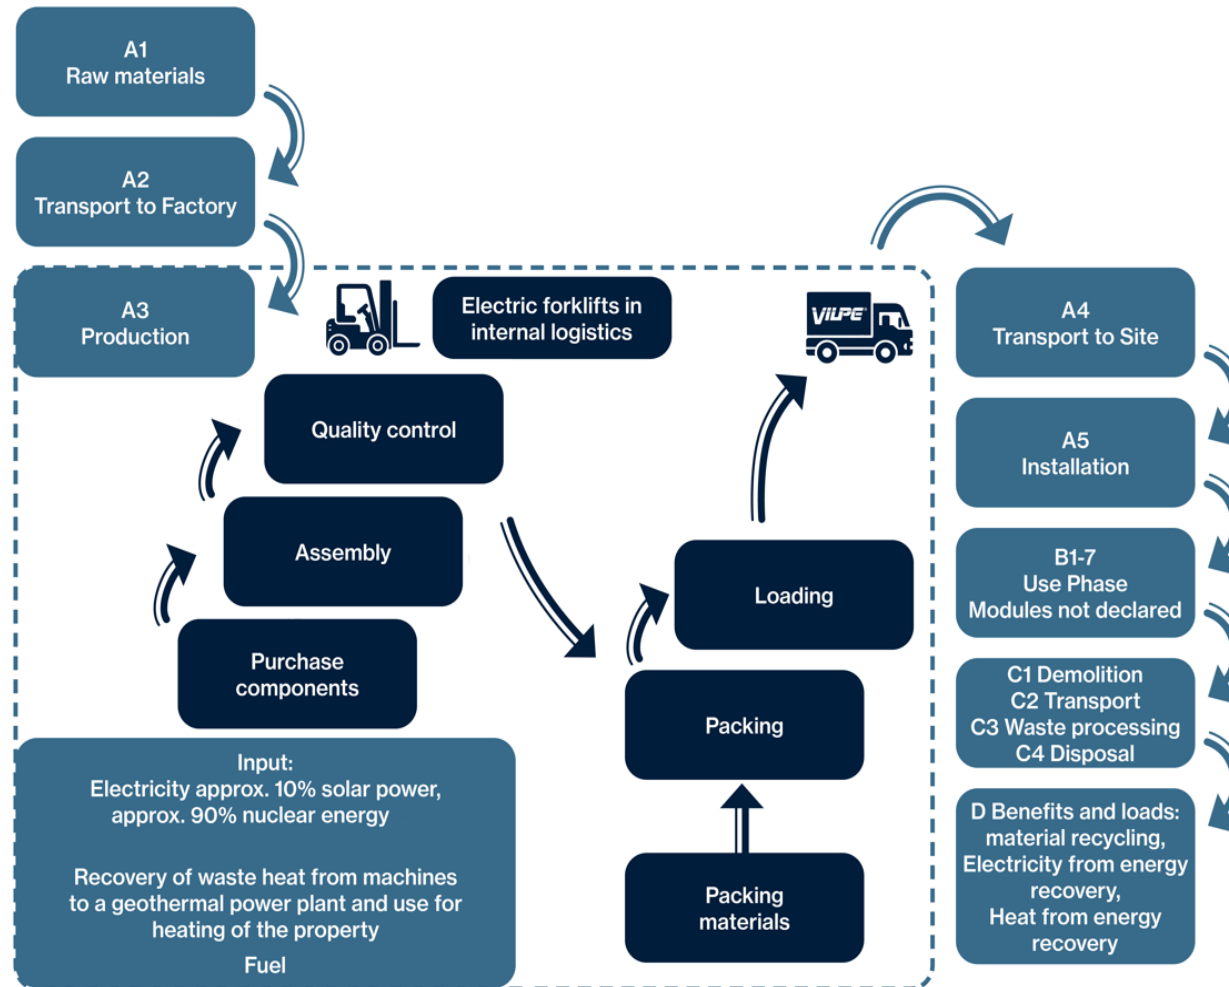 A1
Raw materials
A2
Transport to Factory
A3
Production
Electric forklifts in
internal logistics
VILPE
Quality control
Assembly
Purchase
components
Input:
Electricity approx. 10% solar power,
approx. 90% nuclear energy
Recovery of waste heat from machines
to a geothermal power plant and use for
heating of the property
Fuel
Loading
Packing
Packing
materials
A4
Transport to Site
A5
Installation
B1-7
Use Phase
Modules not declared
C1 Demolition
C2 Transport
C3 Waste processing
C4 Disposal
D Benefits and loads:
material recycling,
Electricity from energy
recovery,
Heat from energy
recovery